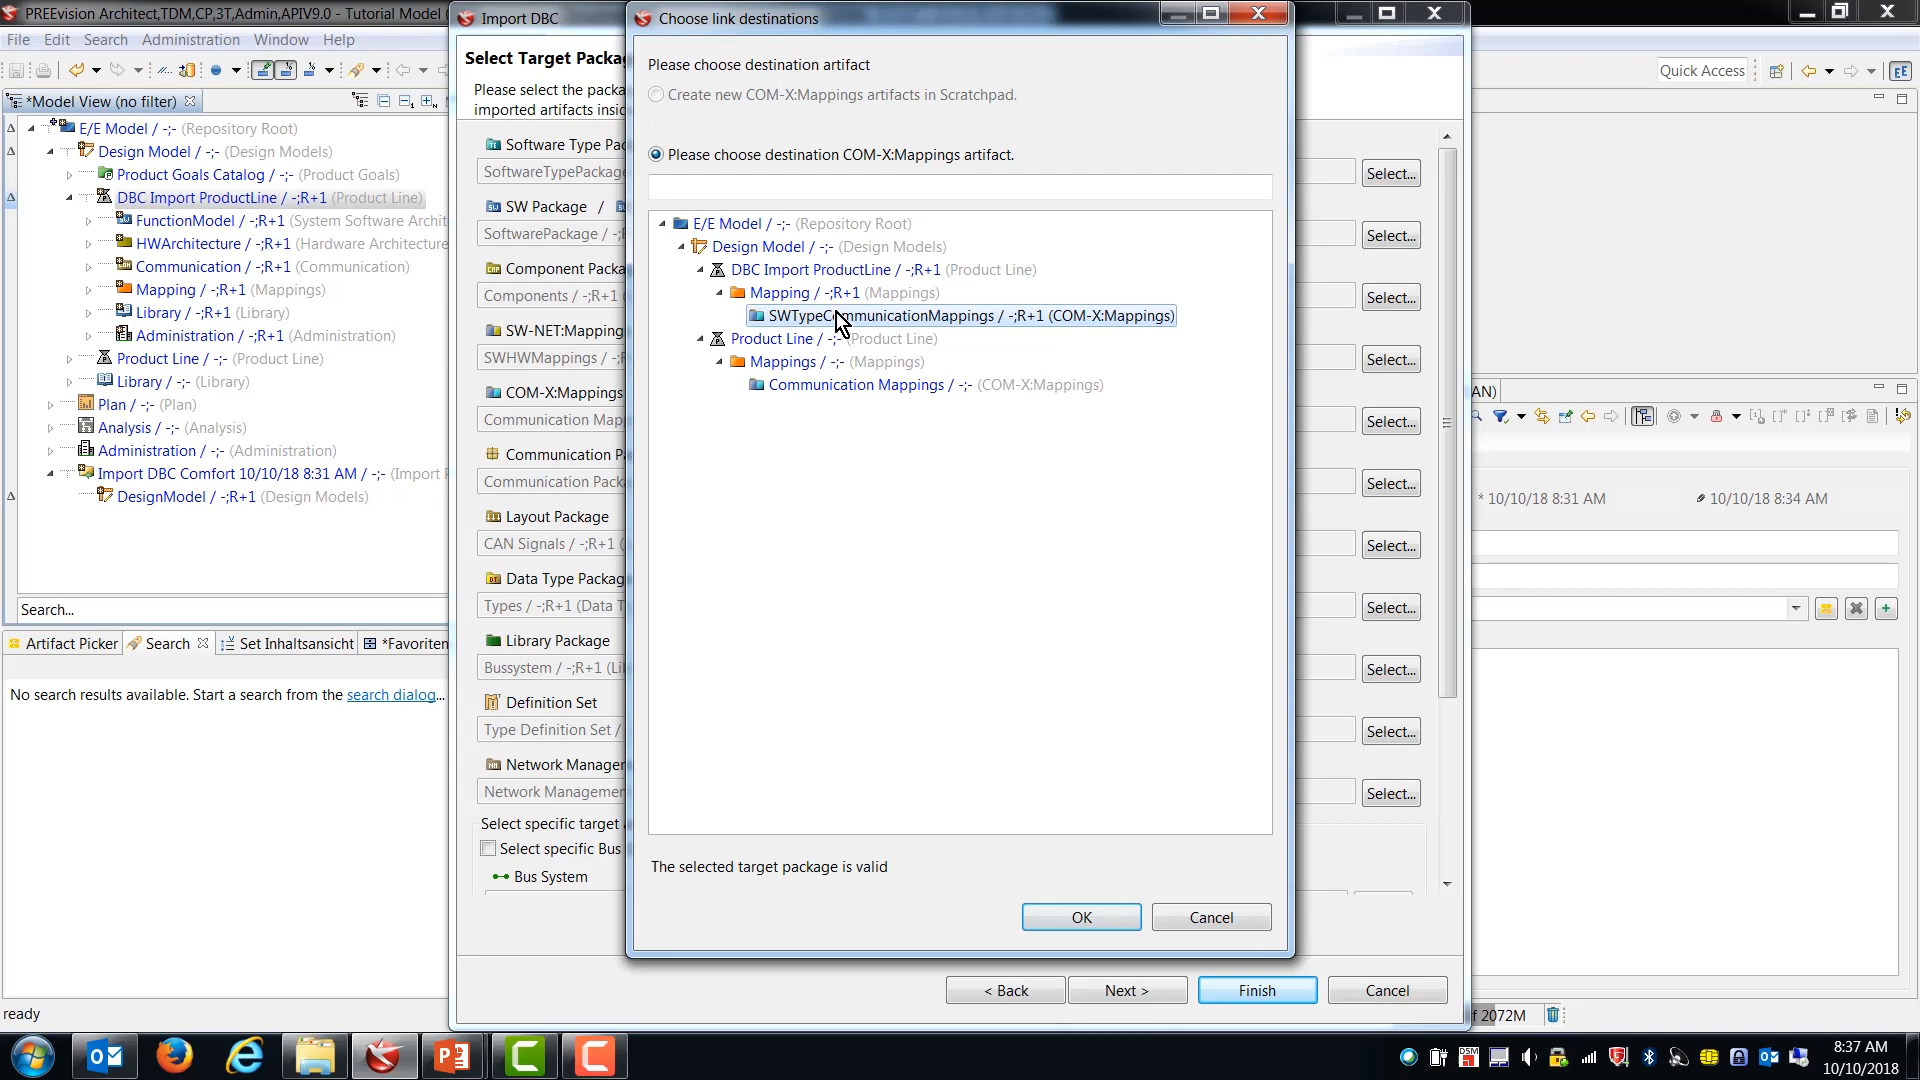 PREEvision Architect,TDM,CP,3T,Admin,APIV9.0 - Tutorial Model
File Edit Search Administration Window Help
Quick Access
EE
*Model View (no filter)
E/E Model / -;- (Repository Root)
Design Model / -;- (Design Models)
Product Goals Catalog / -;- (Product Goals)
DBC Import ProductLine / -;R+1 (Product Line)
FunctionModel / -;R+1 (System Software Archit
HWArchitecture / -;R+1 (Hardware Architecture
Communication / -;R+1 (Communication)
Mapping / -;R+1 (Mappings)
Library / -;R+1 (Library)
Administration / -;R+1 (Administration)
Product Line / -;- (Product Line)
Library / -;- (Library)
Plan / -;- (Plan)
Analysis / -;- (Analysis)
Administration / -;- (Administration)
Import DBC Comfort 10/10/18 8:31 AM / -;- (Import
DesignModel / -;R+1 (Design Models)
Search...
Artifact Picker Search Set Inhaltsansicht *Favoriten
No search results available. Start a search from the search dialog...
ready
Import DBC
Select Target Packag
Please select the packa
imported artifacts insid
Software Type Pac
SoftwareTypePackage
Select...
SW Package /
SoftwarePackage / -;R
Select...
Component Packa
Components / -;R+1 (
Select...
SW-NET:Mapping
SWHWMappings / -;R
Select...
COM-X:Mappings
Communication Map
Select...
Communication P
Communication Pack
Select...
Layout Package
CAN Signals / -;R+1 (
Select...
Data Type Packag
Types / -;R+1 (Data T
Select...
Library Package
Bussystem / -;R+1 (Li
Select...
Definition Set
Type Definition Set /
Select...
Network Manager
Network Managemen
Select...
Select specific target
Select specific Bus
Bus System
< Back Next > Finish Cancel
Choose link destinations
Please choose destination artifact
Create new COM-X:Mappings artifacts in Scratchpad.
Please choose destination COM-X:Mappings artifact.
E/E Model / -;- (Repository Root)
Design Model / -;- (Design Models)
DBC Import ProductLine / -;R+1 (Product Line)
Mapping / -;R+1 (Mappings)
SWTypeCommunicationMappings / -;R+1 (COM-X:Mappings)
Product Line / -;- (Product Line)
Mappings / -;- (Mappings)
Communication Mappings / -;- (COM-X:Mappings)
The selected target package is valid
OK Cancel
AN)
* 10/10/18 8:31 AM 10/10/18 8:34 AM
f 2072M
8:37 AM
10/10/2018